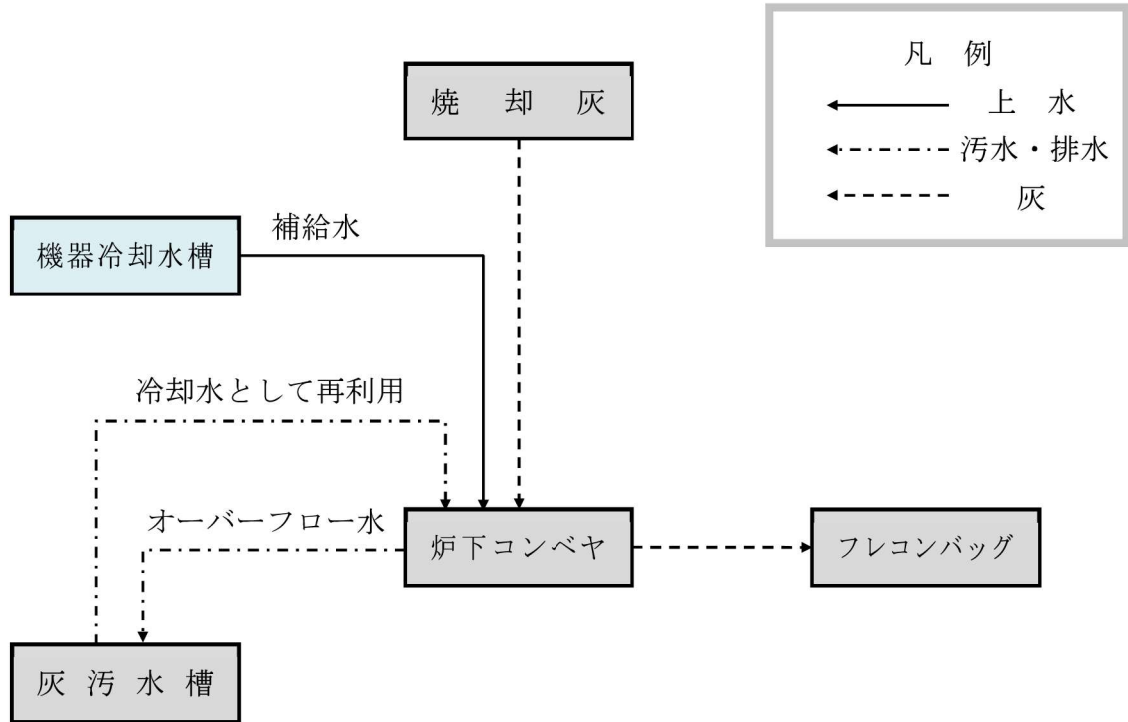 凡 例
上 水
汚水・排水
灰
焼 却 灰
補給水
機器冷却水槽
冷却水として再利用
オーバーフロー水
炉下コンベヤ
フレコンバッグ
灰 汚 水 槽